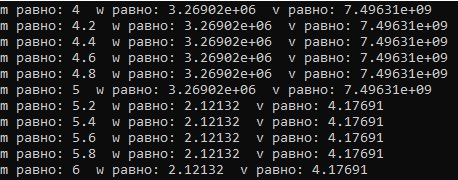 m равно: 4  w равно: 3.26902e+06  v равно: 7.49631e+09
m равно: 4.2  w равно: 3.26902e+06  v равно: 7.49631e+09
m равно: 4.4  w равно: 3.26902e+06  v равно: 7.49631e+09
m равно: 4.6  w равно: 3.26902e+06  v равно: 7.49631e+09
m равно: 4.8  w равно: 3.26902e+06  v равно: 7.49631e+09
m равно: 5  w равно: 3.26902e+06  v равно: 7.49631e+09
m равно: 5.2  w равно: 2.12132  v равно: 4.17691
m равно: 5.4  w равно: 2.12132  v равно: 4.17691
m равно: 5.6  w равно: 2.12132  v равно: 4.17691
m равно: 5.8  w равно: 2.12132  v равно: 4.17691
m равно: 6  w равно: 2.12132  v равно: 4.17691